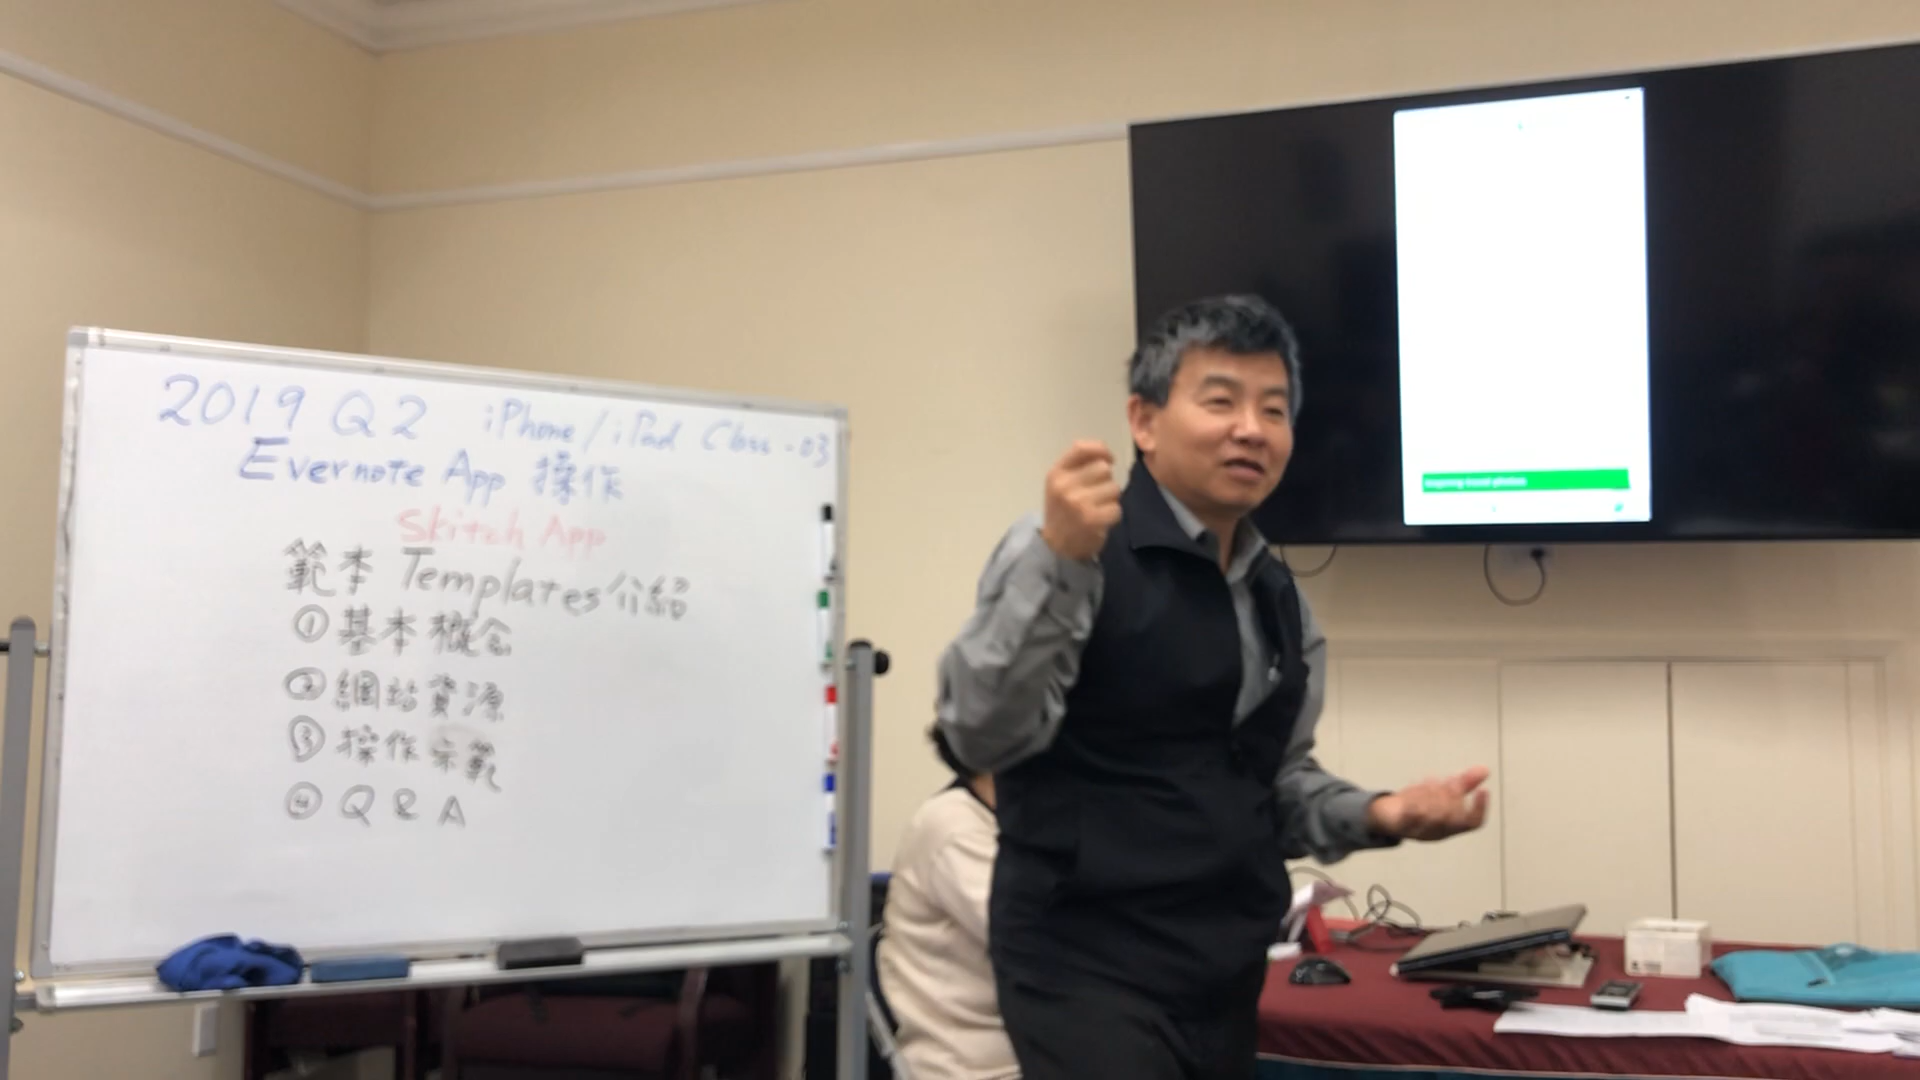 2019 Q2 iPhone/iPad Class-03
Evernote App 操作
Skitch App
範本 Templates 介紹
① 基本概念
② 網站資源
③ 操作示範
④ Q & A